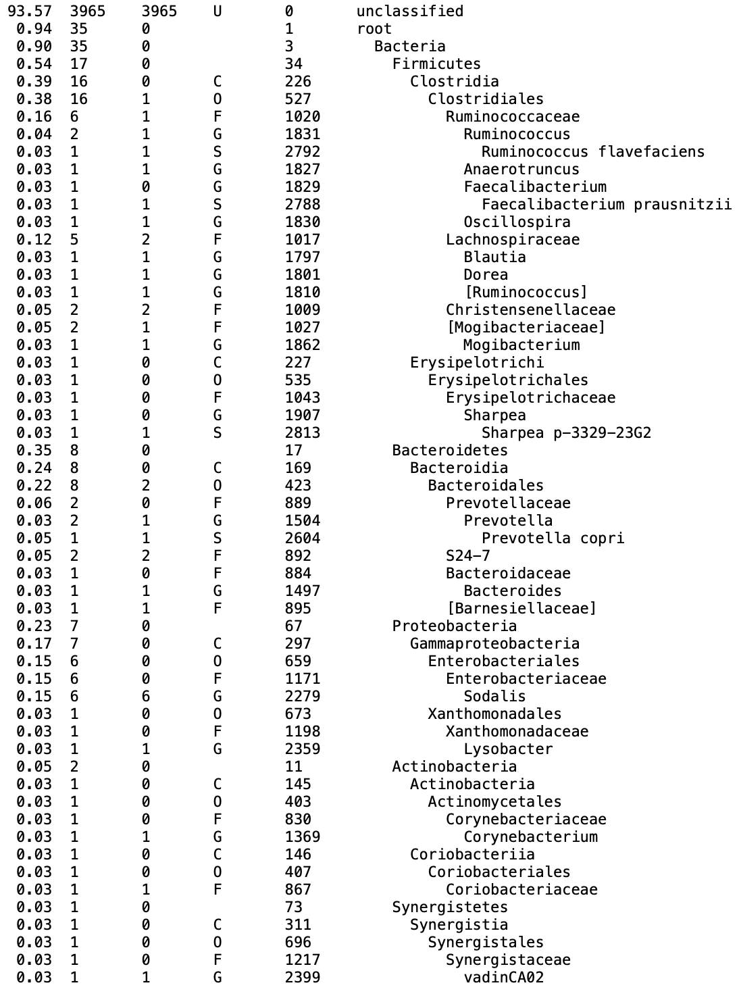 93.57 3965 3965 U 0 unclassified
0.94 35 0 1 root
0.90 35 0 3 Bacteria
0.54 17 0 34 Firmicutes
0.39 16 0 C 226 Clostridia
0.38 16 1 O 527 Clostridiales
0.16 6 1 F 1020 Ruminococcaceae
0.04 2 1 G 1831 Ruminococcus
0.03 1 1 S 2792 Ruminococcus flavefaciens
0.03 1 1 G 1827 Anaerotruncus
0.03 1 0 G 1829 Faecalibacterium
0.03 1 1 S 2788 Faecalibacterium prausnitzii
0.03 1 1 G 1830 Oscillospira
0.12 5 2 F 1017 Lachnospiraceae
0.03 1 1 G 1797 Blautia
0.03 1 1 G 1801 Dorea
0.03 1 1 G 1810 [Ruminococcus]
0.05 2 2 F 1009 Christensenellaceae
0.05 2 1 F 1027 [Mogibacteriaceae]
0.03 1 1 G 1862 Mogibacterium
0.03 1 0 C 227 Erysipelotrichi
0.03 1 0 O 535 Erysipelotrichales
0.03 1 0 F 1043 Erysipelotrichaceae
0.03 1 0 G 1907 Sharpea
0.03 1 1 S 2813 Sharpea p-3329-23G2
0.35 8 0 17 Bacteroidetes
0.24 8 0 C 169 Bacteroidia
0.22 8 2 O 423 Bacteroidales
0.06 2 0 F 889 Prevotellaceae
0.03 2 1 G 1504 Prevotella
0.05 1 1 S 2604 Prevotella copri
0.05 2 2 F 892 S24-7
0.03 1 0 F 884 Bacteroidaceae
0.03 1 1 G 1497 Bacteroides
0.03 1 1 F 895 [Barnesiellaceae]
0.23 7 0 67 Proteobacteria
0.17 7 0 C 297 Gammaproteobacteria
0.15 6 0 O 659 Enterobacteriales
0.15 6 0 F 1171 Enterobacteriaceae
0.15 6 6 G 2279 Sodalis
0.03 1 0 O 673 Xanthomonadales
0.03 1 0 F 1198 Xanthomonadaceae
0.03 1 1 G 2359 Lysobacter
0.05 2 0 11 Actinobacteria
0.03 1 0 C 145 Actinobacteria
0.03 1 0 O 403 Actinomycetales
0.03 1 0 F 830 Corynebacteriaceae
0.03 1 1 G 1369 Corynebacterium
0.03 1 0 C 146 Coriobacteriia
0.03 1 0 O 407 Coriobacteriales
0.03 1 1 F 867 Coriobacteriaceae
0.03 1 0 73 Synergistetes
0.03 1 0 C 311 Synergistia
0.03 1 0 O 696 Synergistales
0.03 1 0 F 1217 Synergistaceae
0.03 1 1 G 2399 vadinCA02